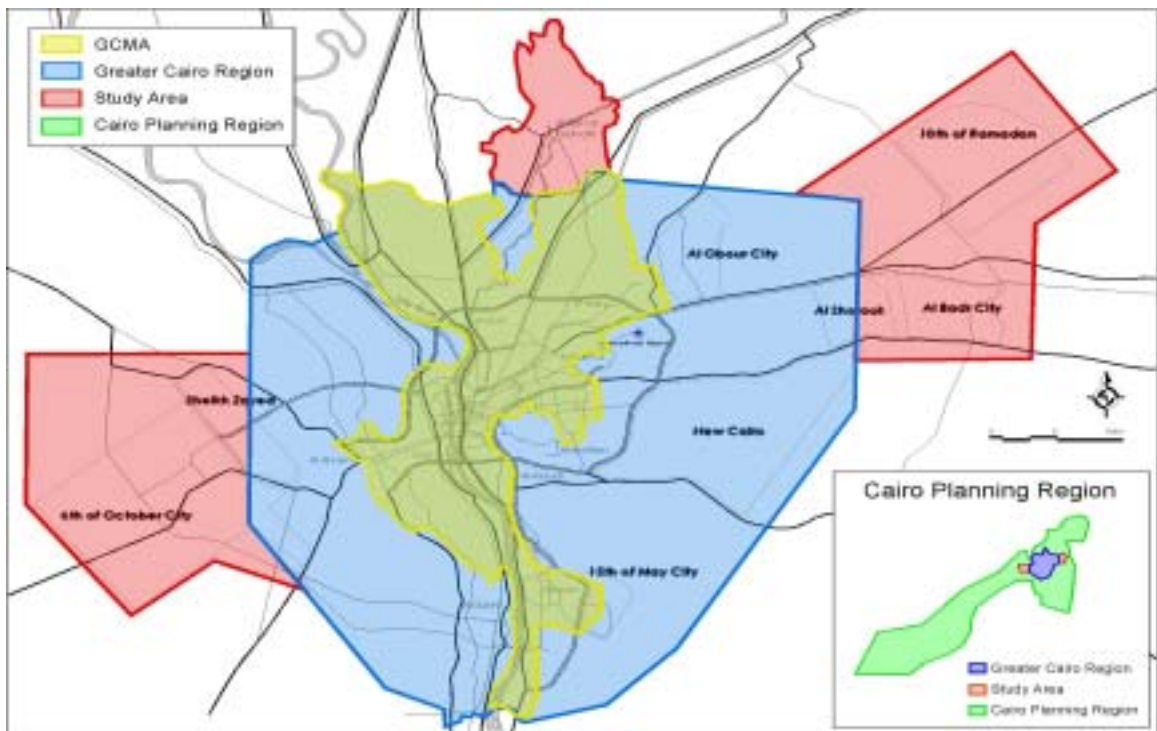 GCMA
Greater Cairo Region
Study Area
Cairo Planning Region
10th of Ramadan
Al Obour City
Al Shorouk
Al Badr City
Sheikh Zayed
New Cairo
6th of October City
15th of May City
Cairo Planning Region
Greater Cairo Region
Study Area
Cairo Planning Region